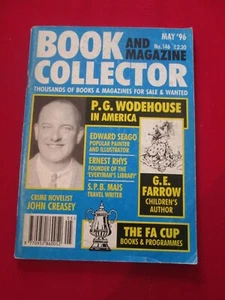 MAY '96
BOOK AND MAGAZINE
No. 146 £2.30
COLLECTOR
THOUSANDS OF BOOKS & MAGAZINES FOR SALE & WANTED
P.G. WODEHOUSE
IN AMERICA
EDWARD SEAGO
POPULAR PAINTER
AND ILLUSTRATOR
ERNEST RHYS
FOUNDER OF THE
'EVERYMAN'S LIBRARY'
S.P.B. MAIS
TRAVEL WRITER
G.E.
FARROW
CHILDREN'S
AUTHOR
CRIME NOVELIST
JOHN CREASEY
THE FA CUP
BOOKS & PROGRAMMES